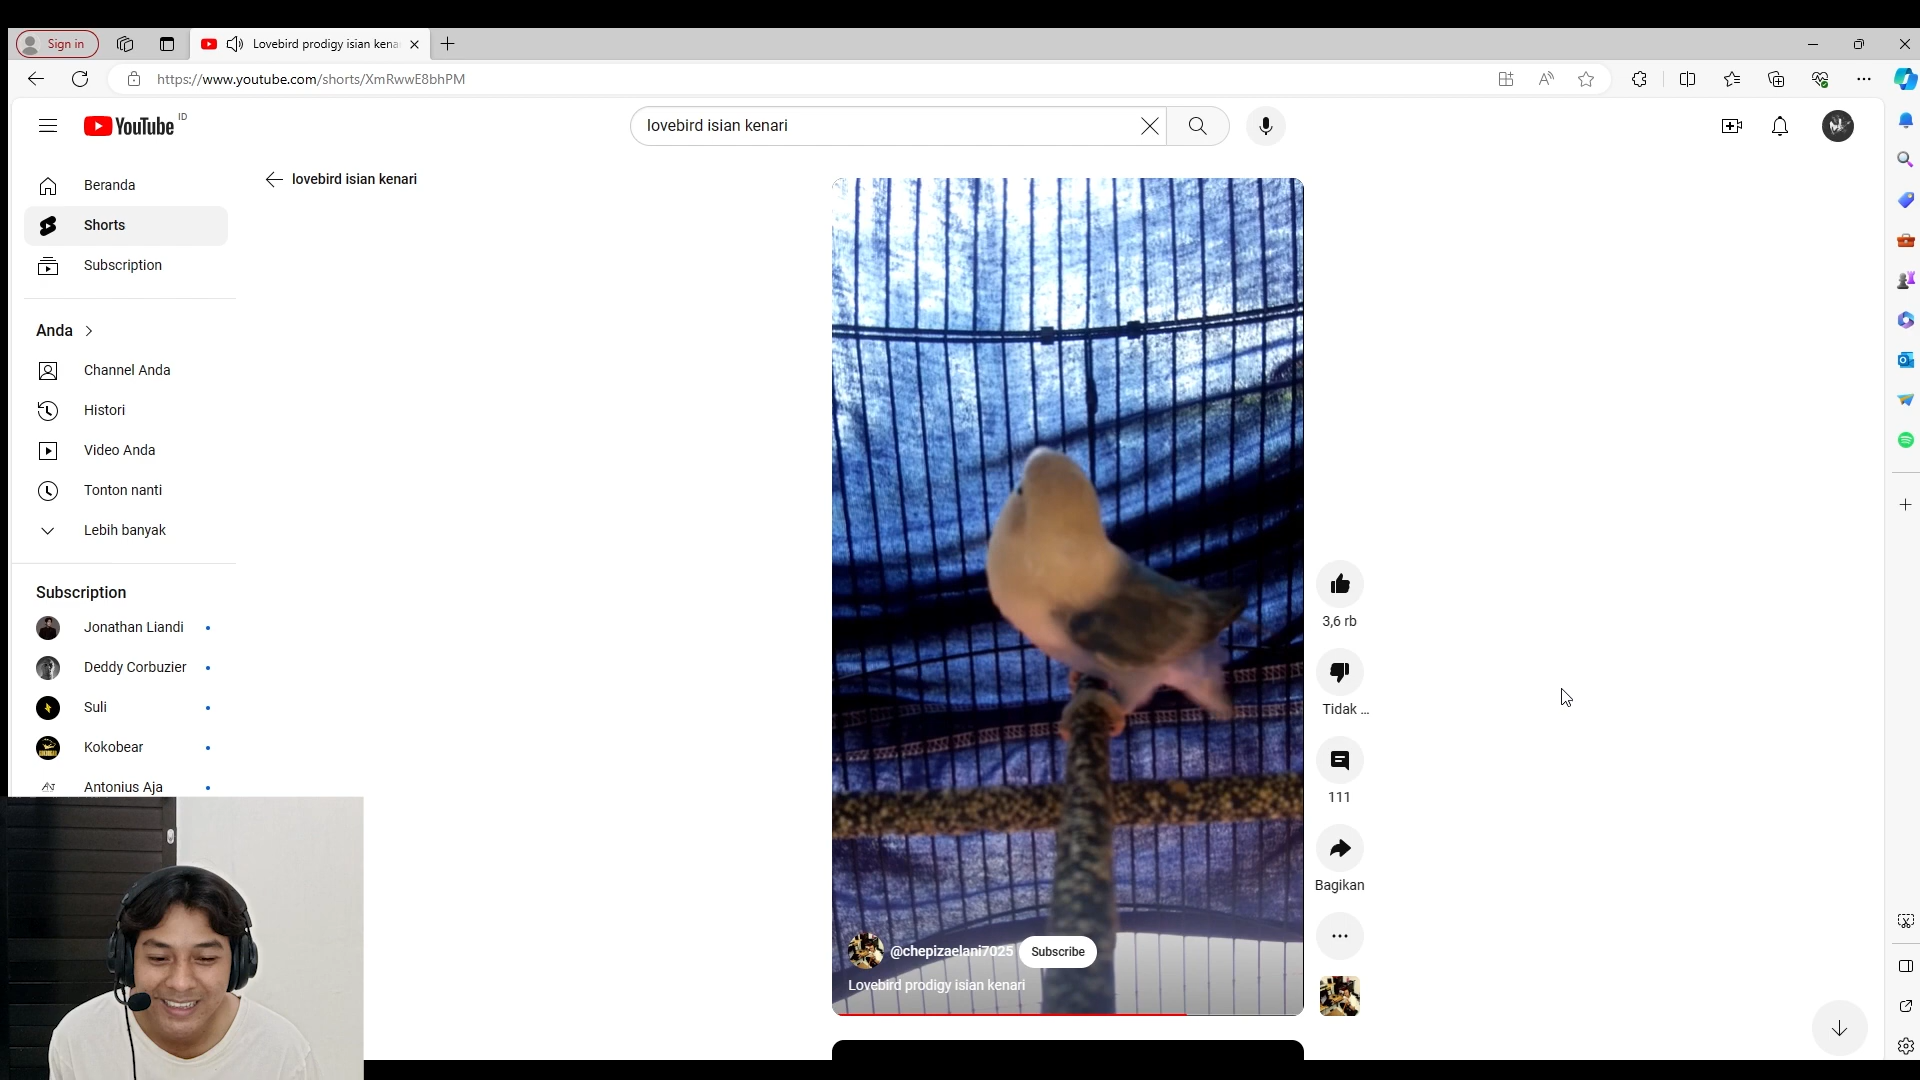 Sign in
Lovebird prodigy isian kena
https://www.youtube.com/shorts/XmRwwE8bhPM
YouTube ID
lovebird isian kenari
lovebird isian kenari
Beranda
Shorts
Subscription
Anda
Channel Anda
Histori
Video Anda
Tonton nanti
Lebih banyak
Subscription
Jonathan Liandi
Deddy Corbuzier
Suli
Kokobear
Antonius Aja
3,6 rb
Tidak ...
111
Bagikan
@chepizaelani7025 Subscribe
Lovebird prodigy isian kenari